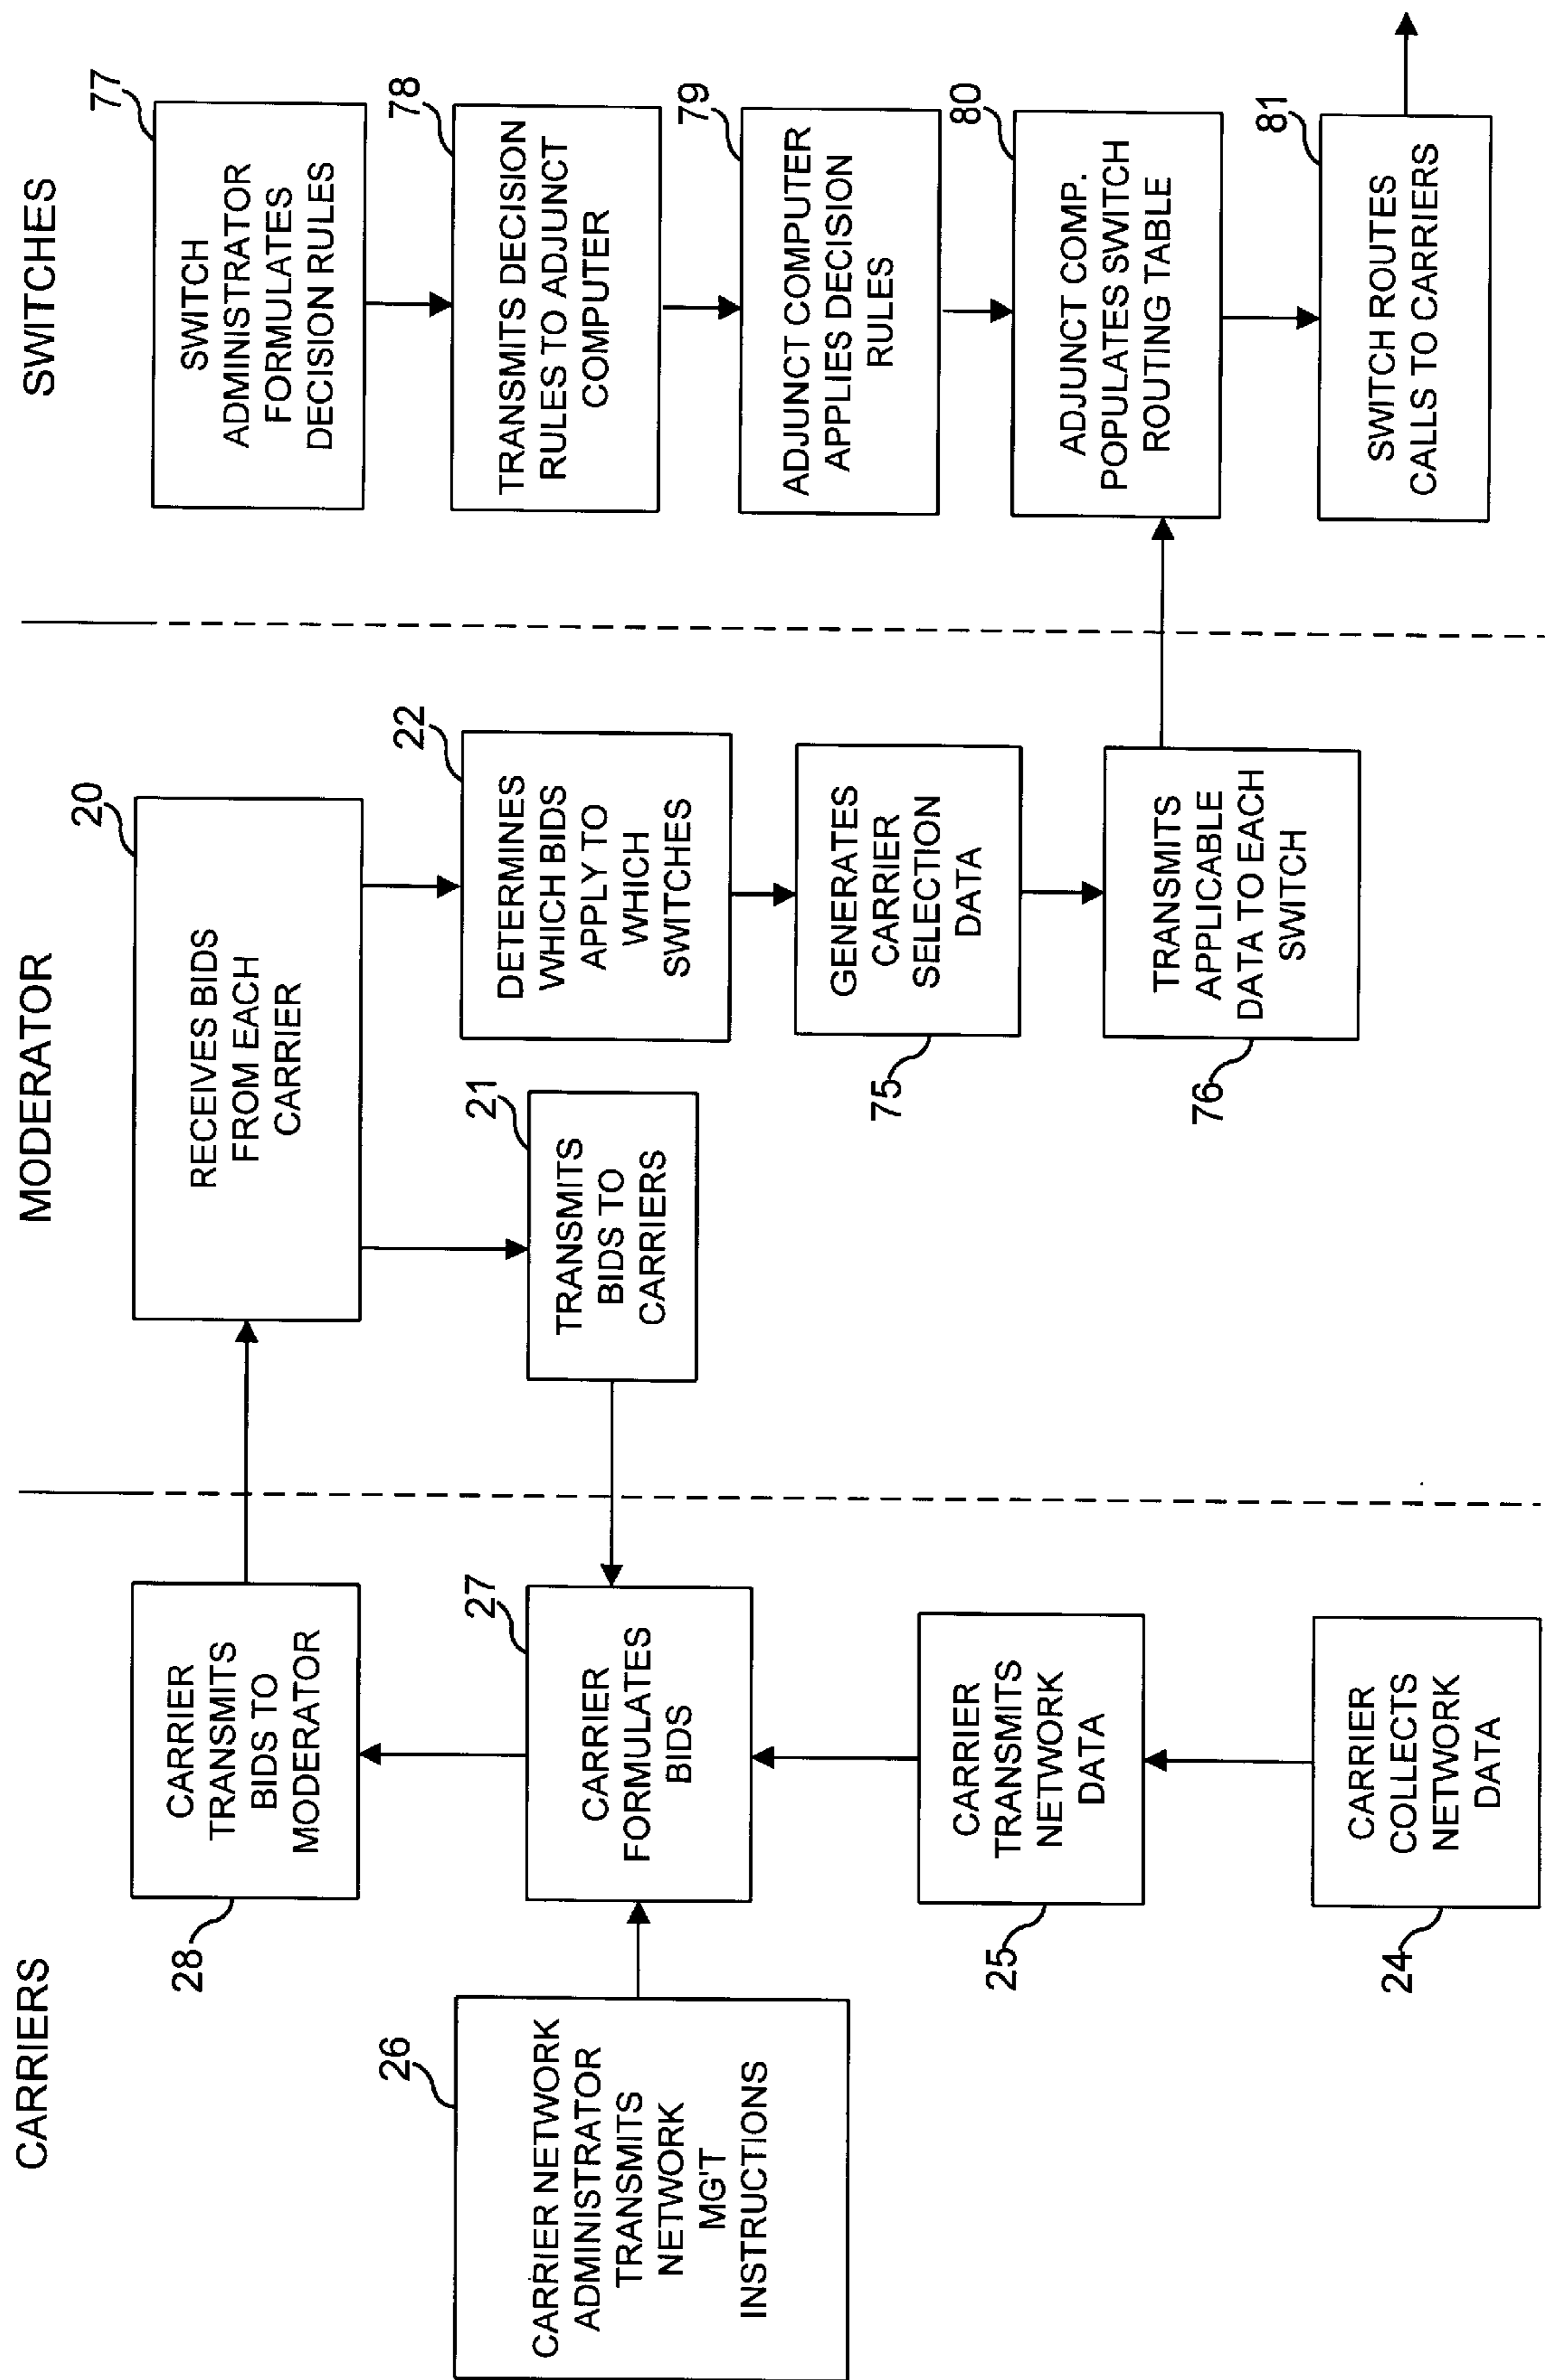 CARRIERS
28
CARRIER
TRANSMITS
BIDS TO
MODERATOR
26
CARRIER NETWORK
ADMINISTRATOR
TRANSMITS
NETWORK
MG'T
INSTRUCTIONS
27
CARRIER
FORMULATES
BIDS
25
CARRIER
TRANSMITS
NETWORK
DATA
24
CARRIER
COLLECTS
NETWORK
DATA
MODERATOR
20
RECEIVES BIDS
FROM EACH
CARRIER
21
TRANSMITS
BIDS TO
CARRIERS
22
DETERMINES
WHICH BIDS
APPLY TO
WHICH
SWITCHES
75
GENERATES
CARRIER
SELECTION
DATA
76
TRANSMITS
APPLICABLE
DATA TO EACH
SWITCH
SWITCHES
77
SWITCH
ADMINISTRATOR
FORMULATES
DECISION RULES
78
TRANSMITS DECISION
RULES TO ADJUNCT
COMPUTER
79
ADJUNCT COMPUTER
APPLIES DECISION
RULES
80
ADJUNCT COMP.
POPULATES SWITCH
ROUTING TABLE
81
SWITCH ROUTES
CALLS TO CARRIERS